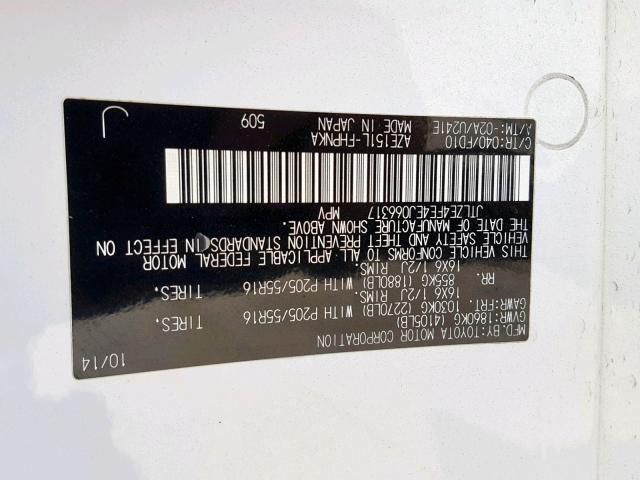 MFD.BY:TOYOTA MOTOR CORPORATION 10/14
GVWR:1860KG (4105LB)
GAWR:FRT. 1030KG (2270LB) WITH P205/55R16 TIRES.
16X6 1/2J RIMS.
RR. 855KG (1880LB) WITH P205/55R16 TIRES.
16X6 1/2J RIMS.
THIS VEHICLE CONFORMS TO ALL APPLICABLE FEDERAL MOTOR
VEHICLE SAFETY AND THEFT PREVENTION STANDARDS IN EFFECT ON
THE DATE OF MANUFACTURE SHOWN ABOVE.
JTLZE4FE4EJ066317 MPV
C/TR:040/FD10 AZE151L-FHPNKA 509
A/TM:-02A/U241E MADE IN JAPAN
J